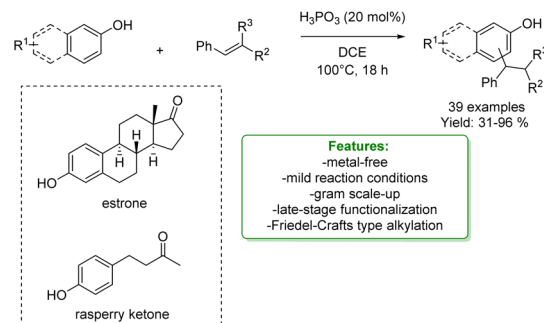 OH
R1
+
Ph
R3
R2
H3PO3 (20 mol%)
DCE
100°C, 18 h
OH
R1
Ph
R3
R2
39 examples
Yield: 31-96 %
O
H
H
H
HO
estrone
O
HO
rasperry ketone
Features:
-metal-free
-mild reaction conditions
-gram scale-up
-late-stage functionalization
-Friedel-Crafts type alkylation